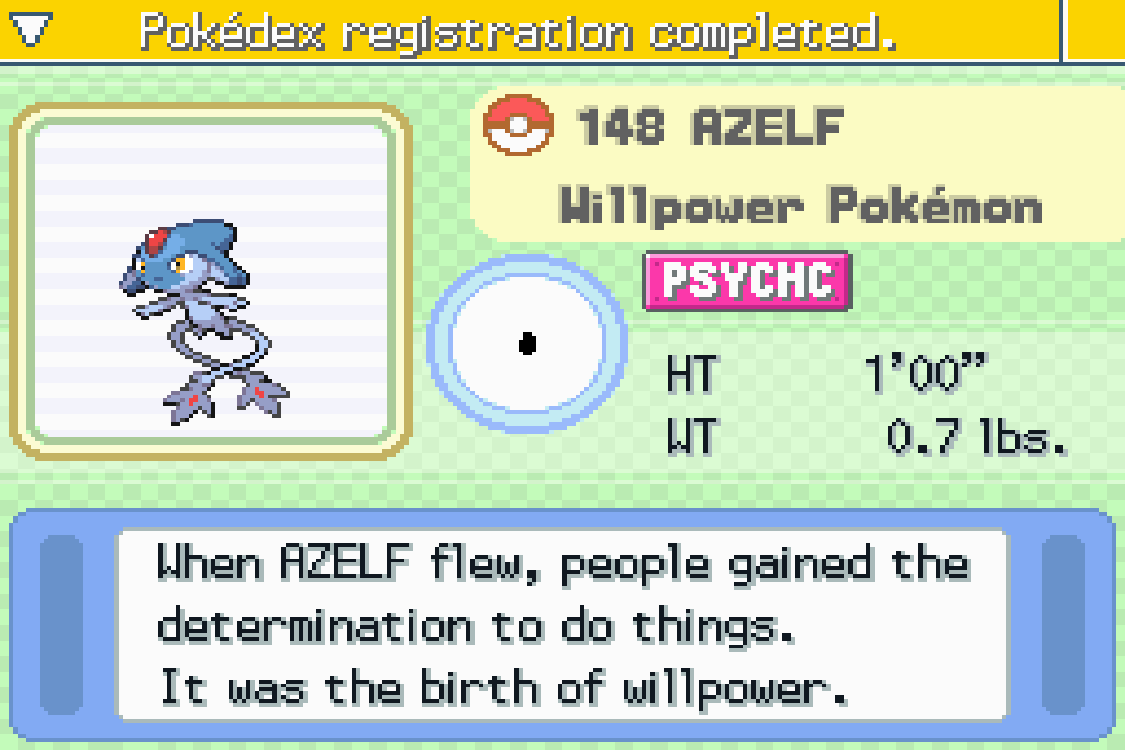 Pokédex registration completed.
148 AZELF
Willpower Pokémon
PSYCHC
HT 1'00"
WT 0.7 lbs.
When AZELF flew, people gained the
determination to do things.
It was the birth of willpower.